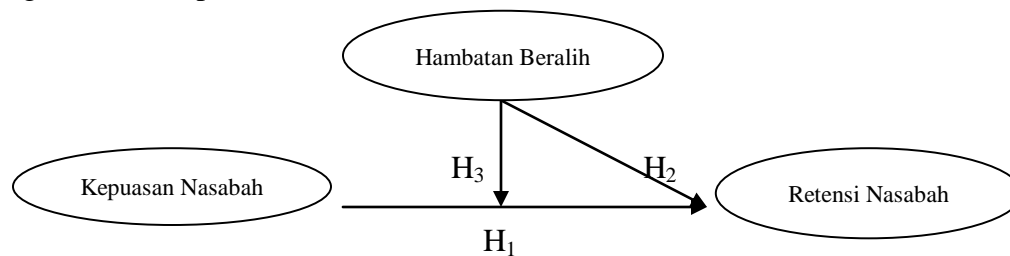 Hambatan Beralih
H3
H2
Kepuasan Nasabah
Retensi Nasabah
H1